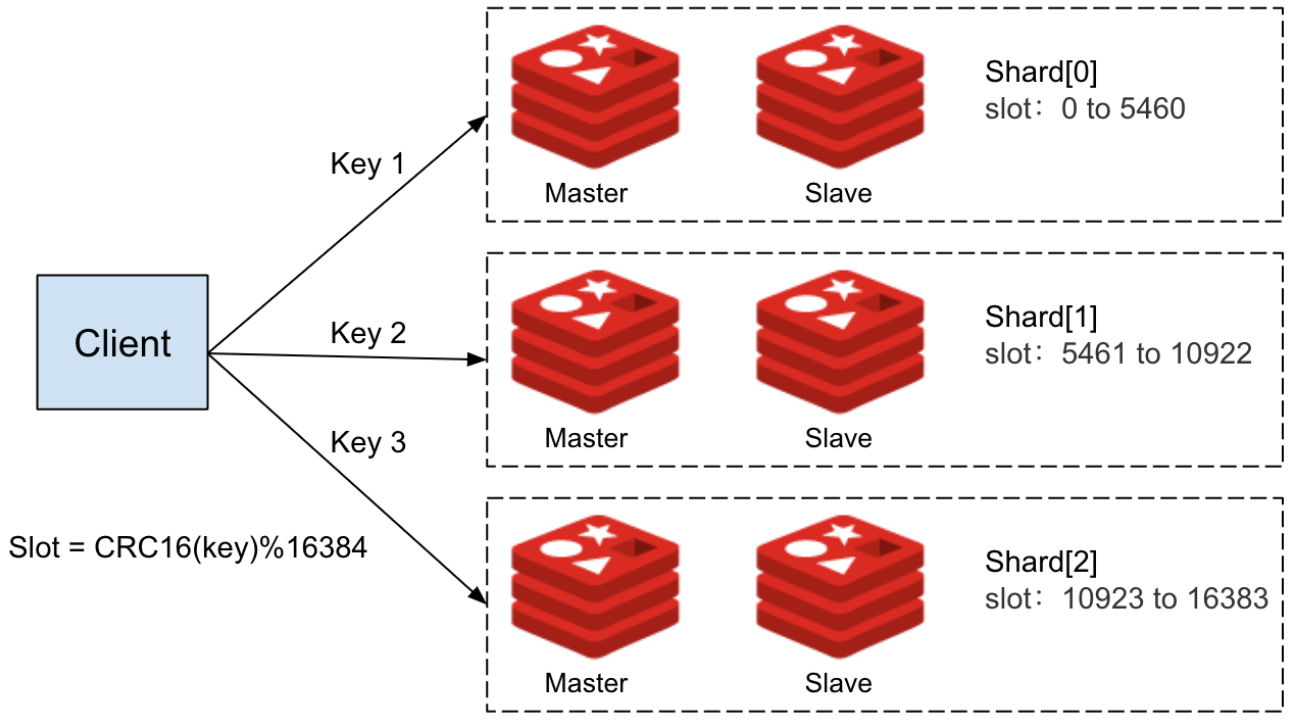 Client
Key 1
Key 2
Key 3
Slot = CRC16(key)%16384
Master
Slave
Shard[0]
slot： 0 to 5460
Master
Slave
Shard[1]
slot： 5461 to 10922
Master
Slave
Shard[2]
slot： 10923 to 16383